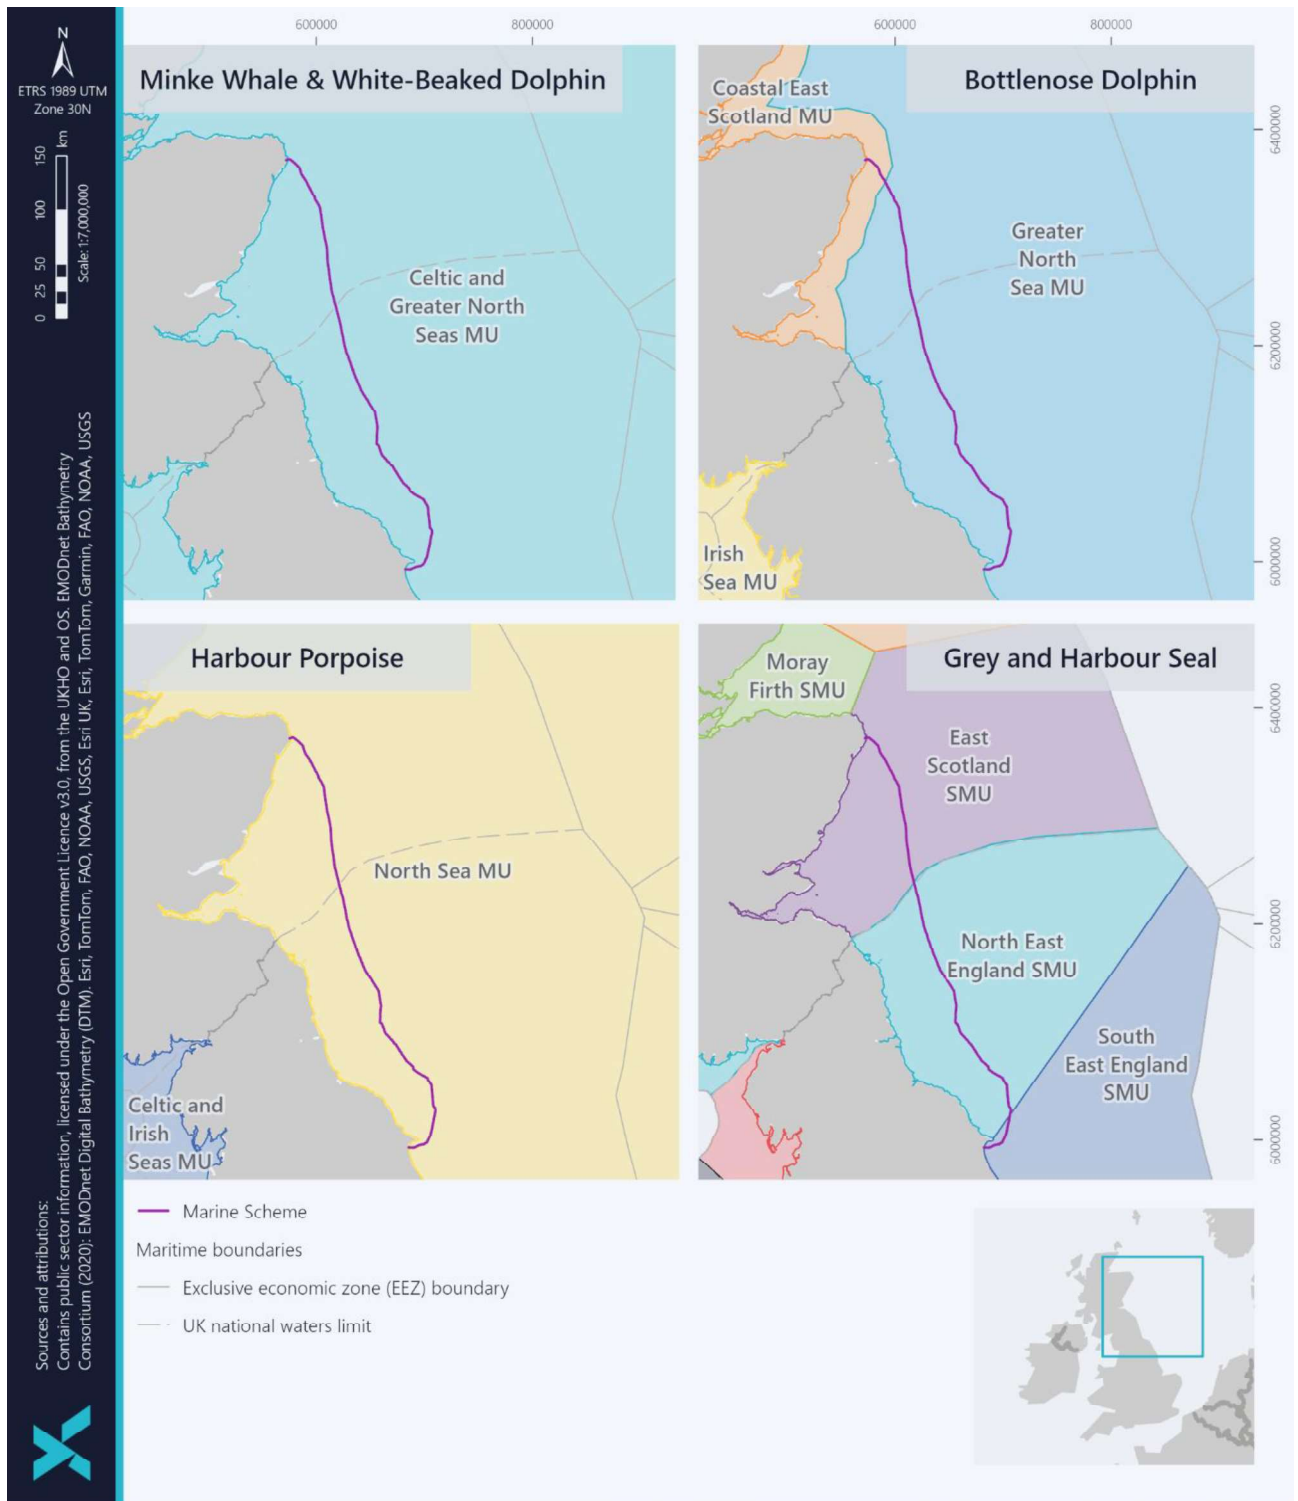 600000
800000
600000
800000
N
ETRS 1989 UTM
Zone 30N
0 25 50 100 150 km
Scale: 1:7,000,000
Minke Whale & White-Beaked Dolphin
Celtic and
Greater North
Seas MU
Bottlenose Dolphin
Coastal East
Scotland MU
Greater
North
Sea MU
Irish
Sea MU
6400000
6200000
6000000
Harbour Porpoise
North Sea MU
Celtic and
Irish
Seas MU
Grey and Harbour Seal
Moray
Firth SMU
East
Scotland
SMU
North East
England SMU
South
East England
SMU
6400000
6200000
6000000
Marine Scheme
Maritime boundaries
Exclusive economic zone (EEZ) boundary
UK national waters limit
Sources and attributions:
Contains public sector information, licensed under the Open Government Licence v3.0, from the UKHO and OS. EMODnet Bathymetry
Consortium (2020): EMODnet Digital Bathymetry (DTM). Esri, TomTom, FAO, NOAA, USGS, Esri UK, Esri, TomTom, Garmin, FAO, NOAA, USGS